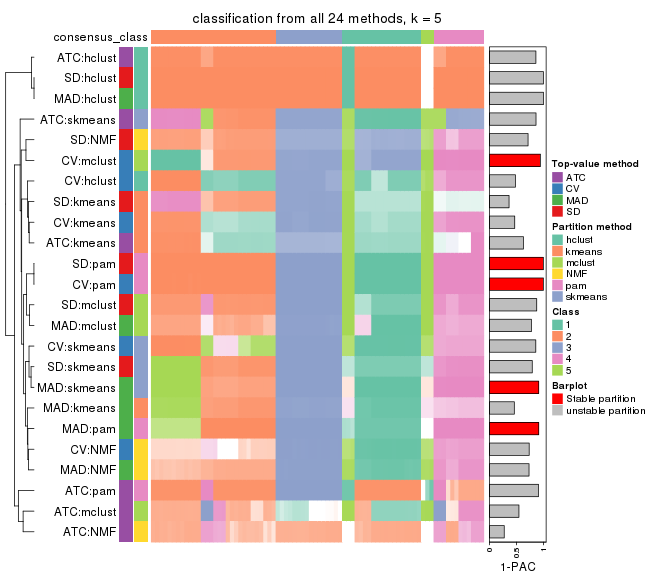 classification from all 24 methods, k = 5
consensus_class
ATC:hclust
SD:hclust
MAD:hclust
ATC:skmeans
SD:NMF
CV:mclust
CV:hclust
SD:kmeans
CV:kmeans
ATC:kmeans
SD:pam
CV:pam
SD:mclust
MAD:mclust
CV:skmeans
SD:skmeans
MAD:skmeans
MAD:kmeans
MAD:pam
CV:NMF
MAD:NMF
ATC:pam
ATC:mclust
ATC:NMF
0
0.5
1
1-PAC
Top-value method
ATC
CV
MAD
SD
Partition method
hclust
kmeans
mclust
NMF
pam
skmeans
Class
1
2
3
4
5
Barplot
Stable partition
unstable partition